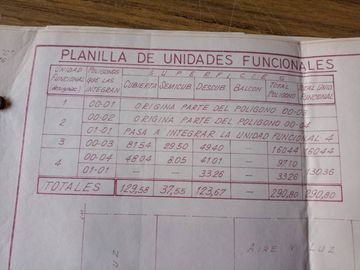 PLANILLA DE UNIDADES FUNCIONALES
UNIDAD FUNCIONAL (designac) POLIGONOS QUE LAS INTEGRAN SUPERFICIES
CUBIERTA SEMICUB. DESCUB. BALCON TOTAL POLIGONO TOTAL UNID. FUNCIONAL
1 00-01 ORIGINA PARTE DEL POLIGONO 00-03
2 00-02 ORIGINA PARTE DEL POLIGONO 00-04
01-01 PASA A INTEGRAR LA UNIDAD FUNCIONAL 4
3 00-03 81.54 29.50 49.40 — 160.44 160.44
4 00-04 48.04 8.05 41.01 — 97.10
01-01 — — 33.26 — 33.26 130.36
TOTALES 129,58 37,55 123,67 — 290,80 290,80
AIRE Y LUZ
UZ